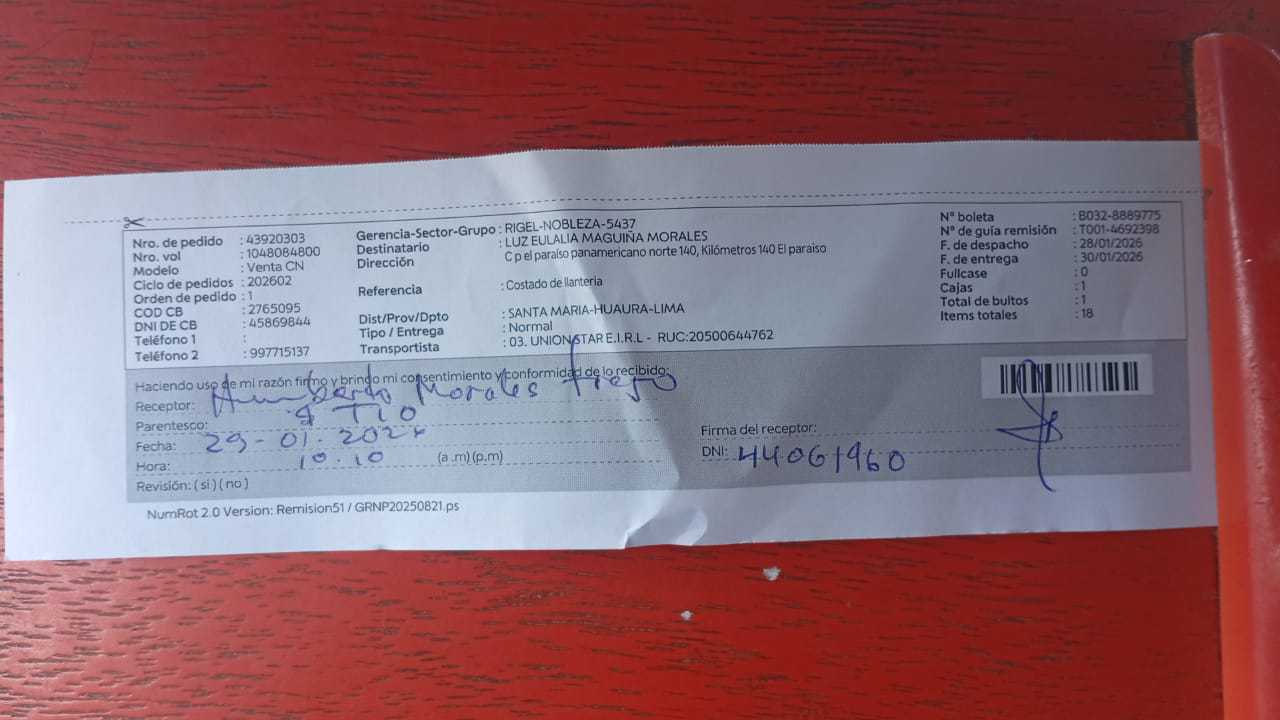 Nro. de pedido : 43920303
Nro. vol : 1048084800
Modelo : Venta CN
Ciclo de pedidos : 202602
Orden de pedido : 1
COD CB : 2765095
DNI DE CB : 45869844
Teléfono 1 :
Teléfono 2 : 997715137
Gerencia-Sector-Grupo : RIGEL-NOBLEZA-5437
Destinatario : LUZ EULALIA MAGUIÑA MORALES
Dirección C p el paraiso panamericano norte 140, Kilómetros 140 El paraiso
Referencia : Costado de llanteria
Dist/Prov/Dpto : SANTA MARIA-HUAURA-LIMA
Tipo / Entrega : Normal
Transportista : 03. UNION STAR E.I.R.L - RUC:20500644762
N° boleta : B032-8889775
N° de guía remisión : T001-4692398
F. de despacho : 28/01/2026
F. de entrega : 30/01/2026
Fullcase : 0
Cajas : 1
Total de bultos : 1
Items totales : 18
Haciendo uso de mi razón firmo y brindo mi consentimiento y conformidad de lo recibido:
Receptor: Humberto Morales Trejo
Parentesco: TIO
Fecha: 29-01-202
Hora: 10.10 (a .m) (p.m)
Revisión: ( si ) ( no )
Firma del receptor:
DNI: 44061960
NumRot 2.0 Version: Remision51 / GRNP20250821.ps